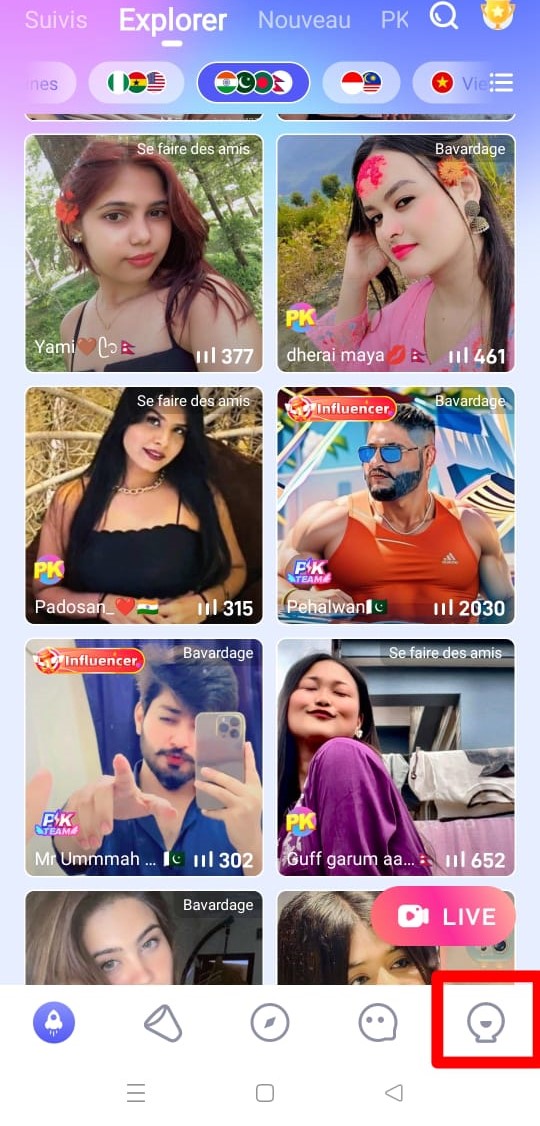 Suivis Explorer Nouveau PK
nes Vie
Se faire des amis
Bavardage
Yami 377
PK
dherai maya 461
Se faire des amis
Influencer Bavardage
PK
Padosan_ 315
PK TEAM
Pehalwan 2030
Influencer Bavardage
Se faire des amis
PK TEAM
Mr Ummmah ... 302
PK
Guff garum aa... 652
Bavardage
LIVE